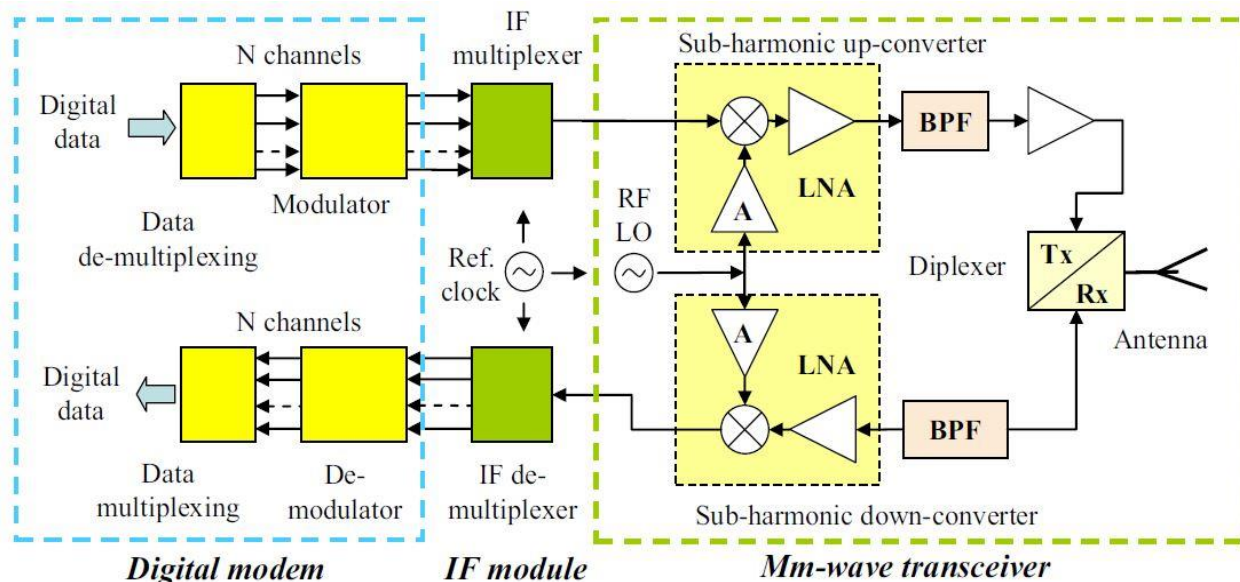 IF
multiplexer
N channels
Sub-harmonic up-converter
Digital
data
BPF
Modulator
LNA
A
RF
LO
Data
de-multiplexing
Ref.
clock
Diplexer
Tx
Rx
N channels
A
Antenna
LNA
Digital
data
BPF
Data
multiplexing
De-
modulator
IF de-
multiplexer
Sub-harmonic down-converter
Digital modem
IF module
Mm-wave transceiver